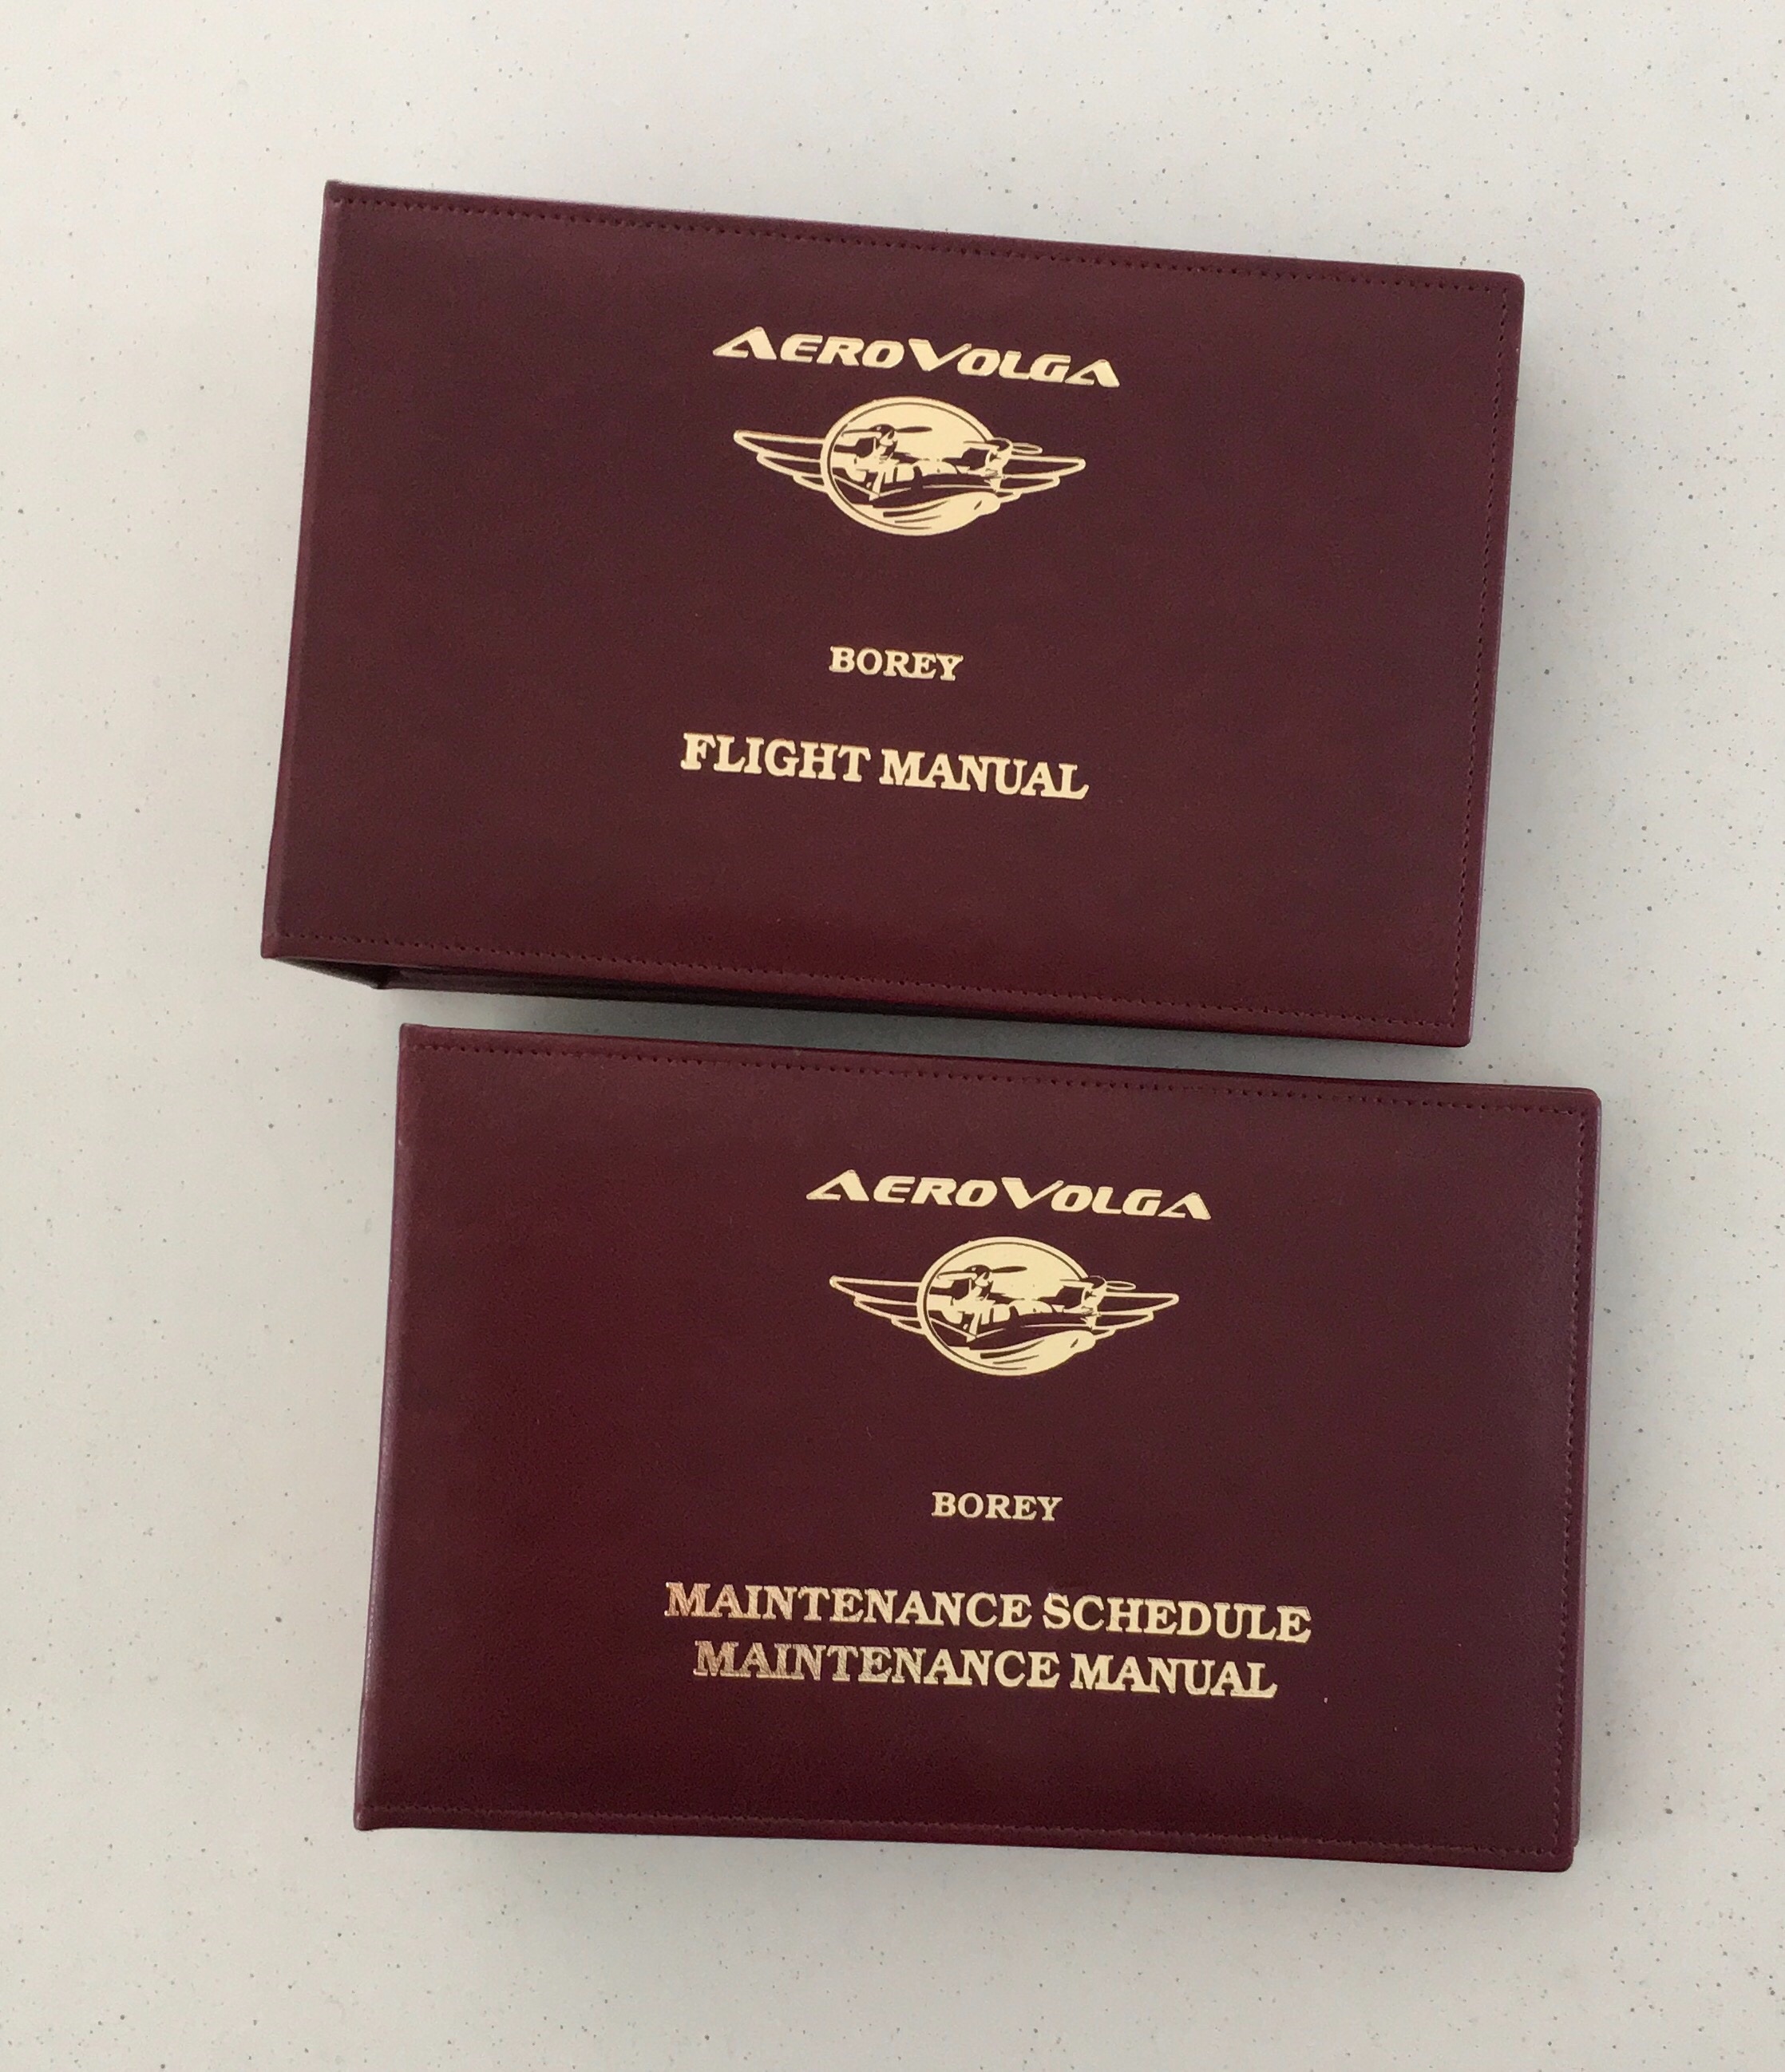 AEROVOLGA
BOREY
FLIGHT MANUAL
AEROVOLGA
BOREY
MAINTENANCE SCHEDULE
MAINTENANCE MANUAL